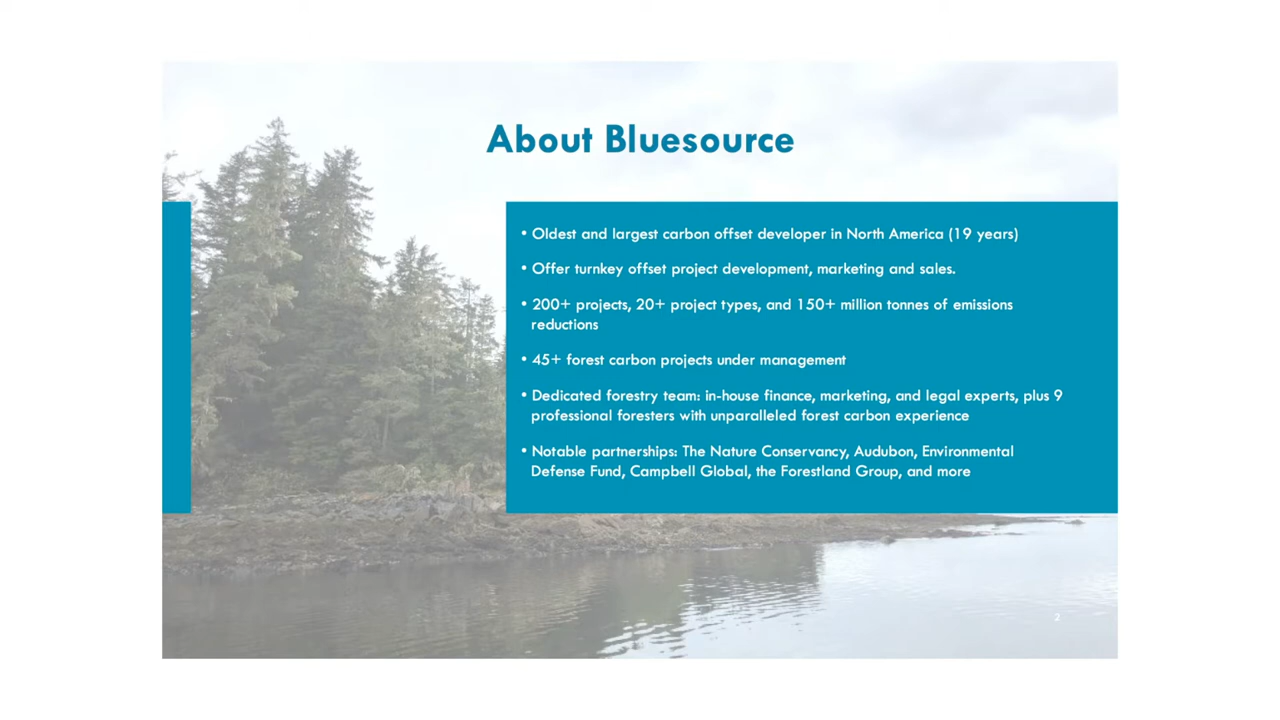 About Bluesource
• Oldest and largest carbon offset developer in North America (19 years)
• Offer turnkey offset project development, marketing and sales.
• 200+ projects, 20+ project types, and 150+ million tonnes of emissions
reductions
• 45+ forest carbon projects under management
• Dedicated forestry team: in-house finance, marketing, and legal experts, plus 9
professional foresters with unparalleled forest carbon experience
• Notable partnerships: The Nature Conservancy, Audubon, Environmental
Defense Fund, Campbell Global, the Forestland Group, and more
2